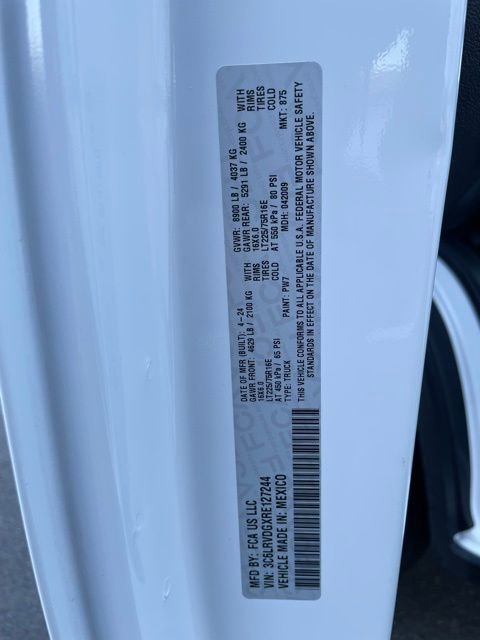 MFD BY: FCA US LLC
VIN: 3C6LRVDGXRE127244
VEHICLE MADE IN: MEXICO
DATE OF MFR (BUILT): 4-24 GVWR: 8900 LB / 4037 KG
GAWR FRONT: 4629 LB / 2100 KG WITH GAWR REAR: 5291 LB / 2400 KG WITH
16X6.0 RIMS 16X6.0 RIMS
LT225/75R16E TIRES LT225/75R16E TIRES
AT 450 kPa / 65 PSI COLD AT 550 kPa / 80 PSI COLD
TYPE: TRUCK PAINT: PW7 MDH: 042009 MKT: 875
THIS VEHICLE CONFORMS TO ALL APPLICABLE U.S.A. FEDERAL MOTOR VEHICLE SAFETY
STANDARDS IN EFFECT ON THE DATE OF MANUFACTURE SHOWN ABOVE.